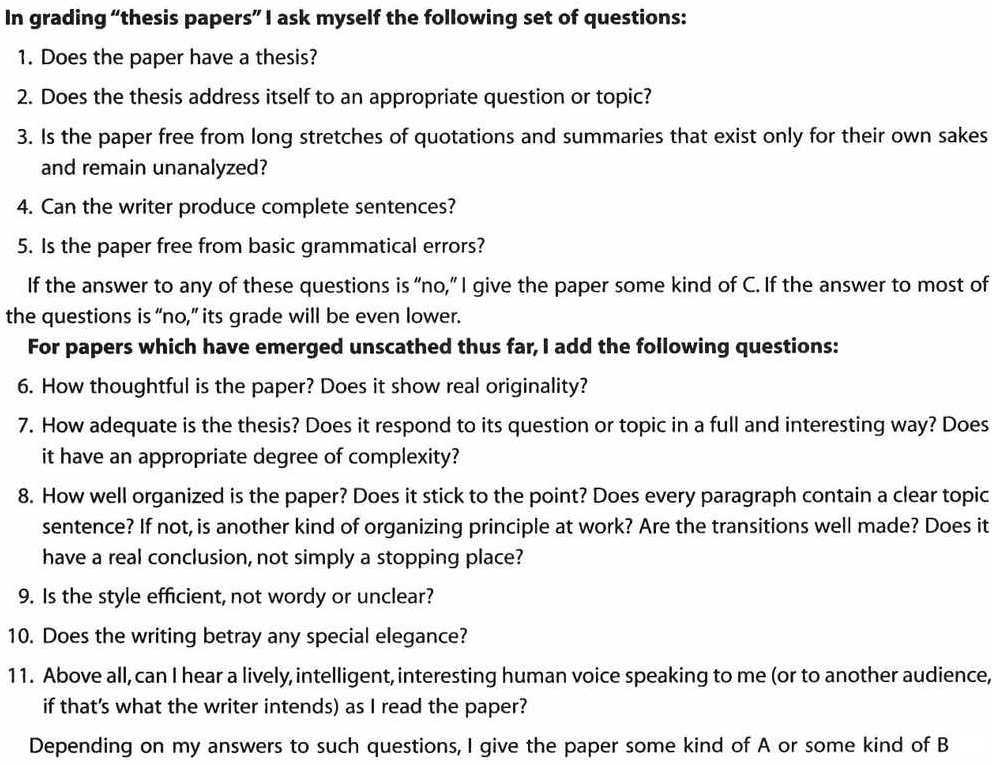 In grading “thesis papers” I ask myself the following set of questions:
1. Does the paper have a thesis?
2. Does the thesis address itself to an appropriate question or topic?
3. Is the paper free from long stretches of quotations and summaries that exist only for their own sakes
and remain unanalyzed?
4. Can the writer produce complete sentences?
5. Is the paper free from basic grammatical errors?
If the answer to any of these questions is “no,” I give the paper some kind of C. If the answer to most of
the questions is “no,” its grade will be even lower.
For papers which have emerged unscathed thus far, I add the following questions:
6. How thoughtful is the paper? Does it show real originality?
7. How adequate is the thesis? Does it respond to its question or topic in a full and interesting way? Does
it have an appropriate degree of complexity?
8. How well organized is the paper? Does it stick to the point? Does every paragraph contain a clear topic
sentence? If not, is another kind of organizing principle at work? Are the transitions well made? Does it
have a real conclusion, not simply a stopping place?
9. Is the style efficient, not wordy or unclear?
10. Does the writing betray any special elegance?
11. Above all, can I hear a lively, intelligent, interesting human voice speaking to me (or to another audience,
if that’s what the writer intends) as I read the paper?
Depending on my answers to such questions, I give the paper some kind of A or some kind of B